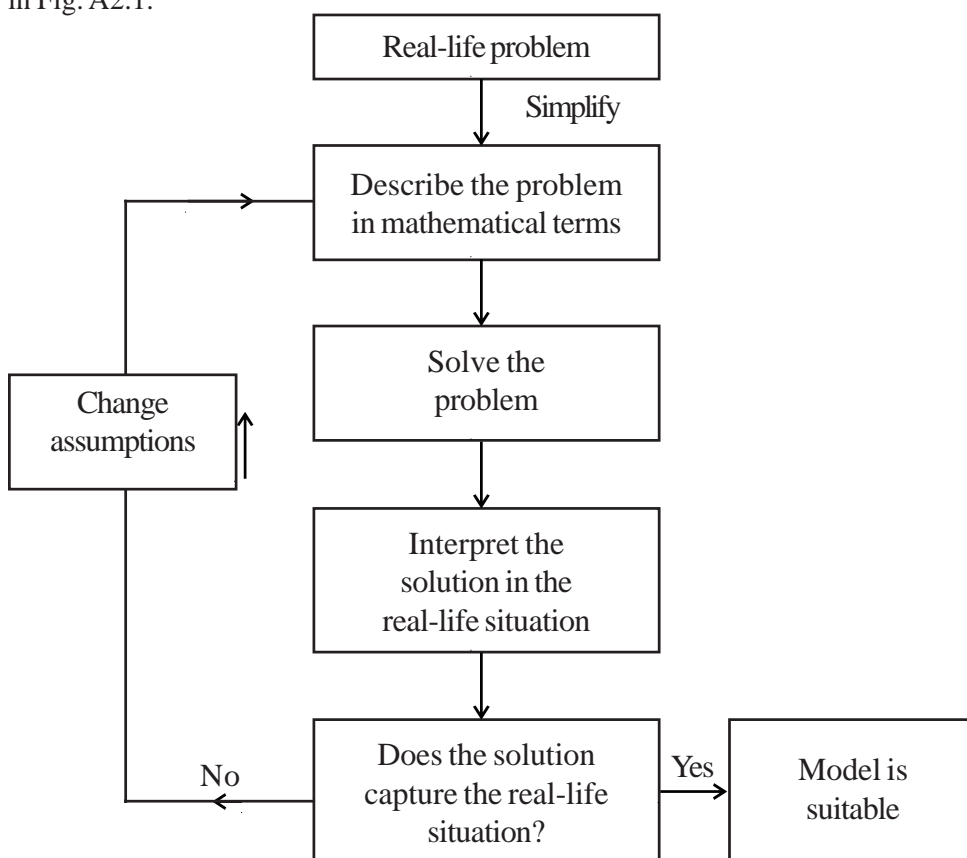 in Fig. A2.1.
Real-life problem
Simplify
Describe the problem
in mathematical terms
Solve the
problem
Change
assumptions
Interpret the
solution in the
real-life situation
Does the solution
capture the real-life
situation?
No
Yes
Model is
suitable